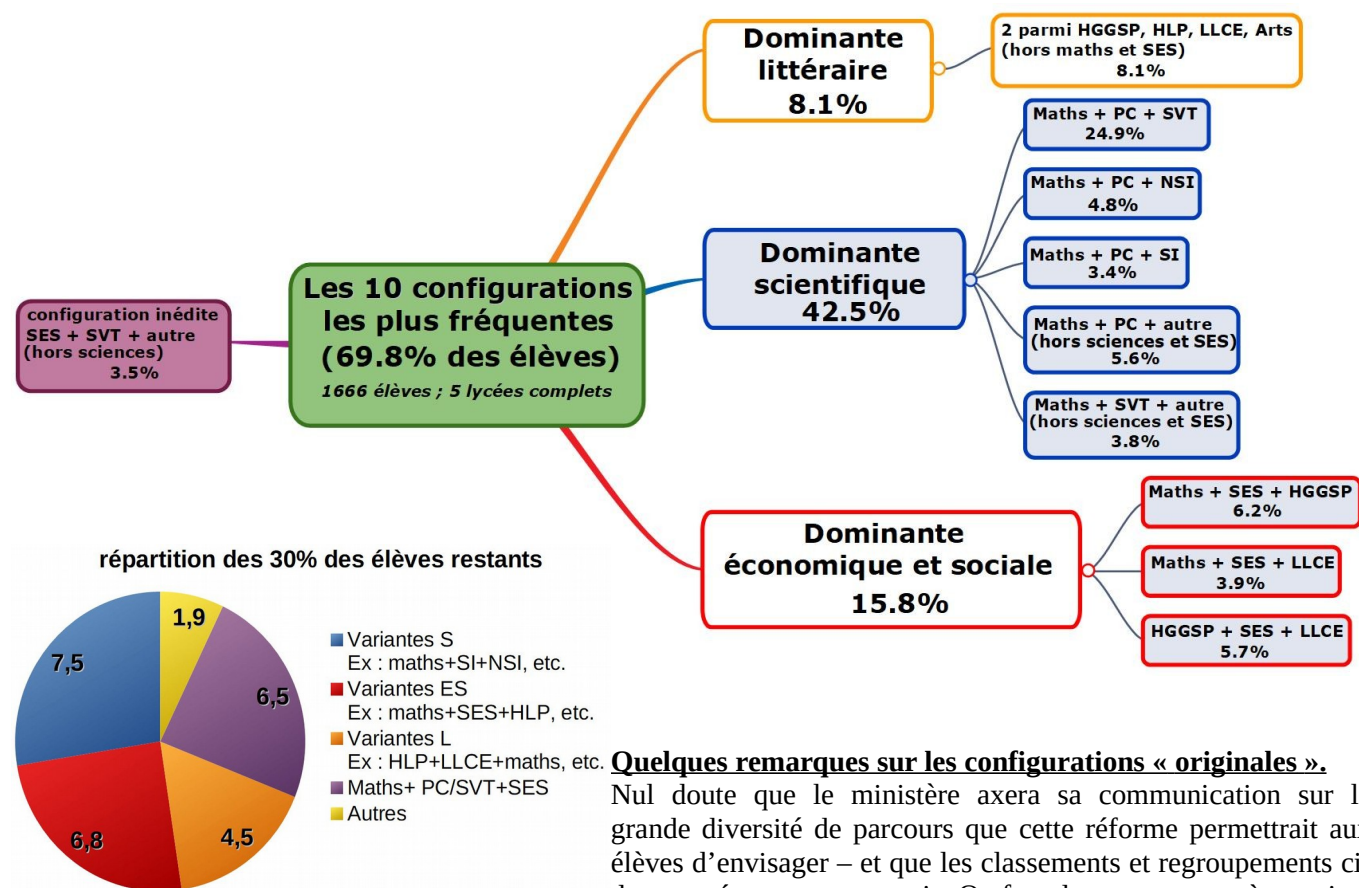 Dominante
littéraire
8.1%
2 parmi HGGSP, HLP, LLCE, Arts
(hors maths et SES)
8.1%
Maths + PC + SVT
24.9%
Maths + PC + NSI
4.8%
Dominante
scientifique
42.5%
Maths + PC + SI
3.4%
Maths + PC + autre
(hors sciences et SES)
5.6%
Maths + SVT + autre
(hors sciences et SES)
3.8%
Les 10 configurations
les plus fréquentes
(69.8% des élèves)
1666 élèves ; 5 lycées complets
configuration inédite
SES + SVT + autre
(hors sciences)
3.5%
Dominante
économique et sociale
15.8%
Maths + SES + HGGSP
6.2%
Maths + SES + LLCE
3.9%
HGGSP + SES + LLCE
5.7%
répartition des 30% des élèves restants
1,9
7,5
6,5
6,8
4,5
Variantes S
Ex : maths+SI+NSI, etc.
Variantes ES
Ex : maths+SES+HLP, etc.
Variantes L
Ex : HLP+LLCE+maths, etc.
Maths+ PC/SVT+SES
Autres
Quelques remarques sur les configurations « originales ».
Nul doute que le ministère axera sa communication sur l
grande diversité de parcours que cette réforme permettrait au
élèves d'envisager – et que les classements et regroupements ci